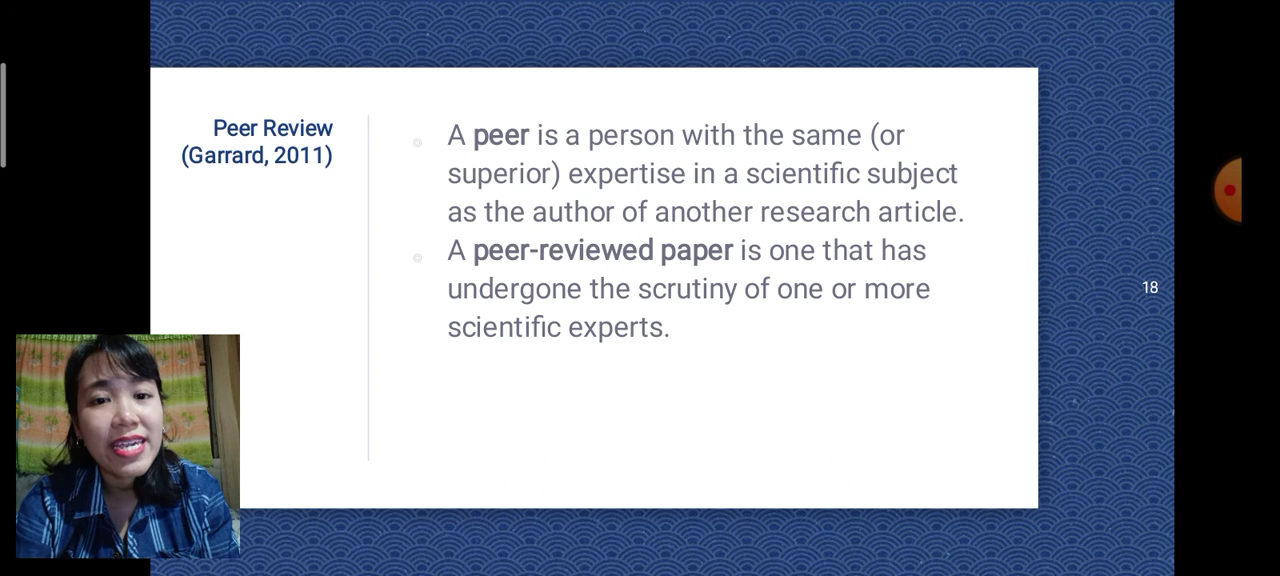 Peer Review
(Garrard, 2011)
A peer is a person with the same (or
superior) expertise in a scientific subject
as the author of another research article.
A peer-reviewed paper is one that has
undergone the scrutiny of one or more
scientific experts.
18